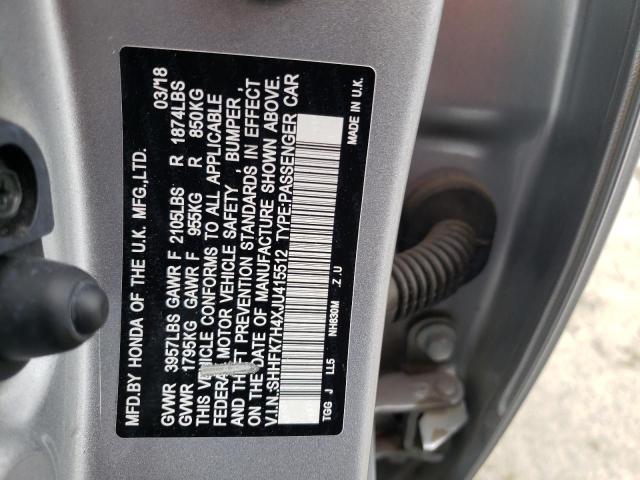 MFD.BY HONDA OF THE U.K. MFG.,LTD. 03/18
GVWR 3957LBS GAWR F 2105LBS R 1874LBS
GVWR 1795KG GAWR F 955KG R 850KG
THIS VEHICLE CONFORMS TO ALL APPLICABLE
FEDERAL MOTOR VEHICLE SAFETY , BUMPER ,
AND THEFT PREVENTION STANDARDS IN EFFECT
ON THE DATE OF MANUFACTURE SHOWN ABOVE.
V.I.N.:SHHFK7H4XJU415512 TYPE:PASSENGER CAR
TGG J LL5 NH830M .Z.U MADE IN U.K.